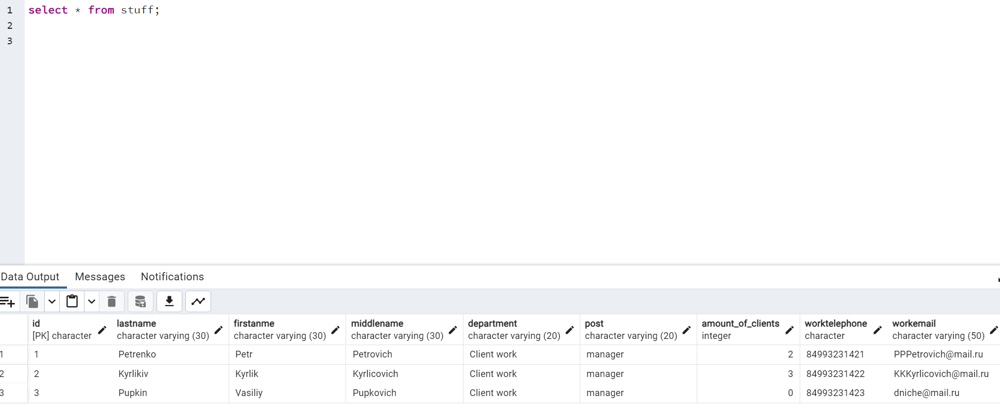 1 select * from stuff;
2
3
Data Output Messages Notifications
id lastname firstanme middlename department post amount_of_clients worktelephone workemail
[PK] character character varying (30) character varying (30) character varying (30) character varying (20) character varying (20) integer character character varying (50)
1 1 Petrenko Petr Petrovich Client work manager 2 84993231421 PPPetrovich@mail.ru
2 2 Kyrlikiv Kyrlik Kyrlicovich Client work manager 3 84993231422 KKKyrlicovich@mail.ru
3 3 Pupkin Vasiliy Pupkovich Client work manager 0 84993231423 dniche@mail.ru